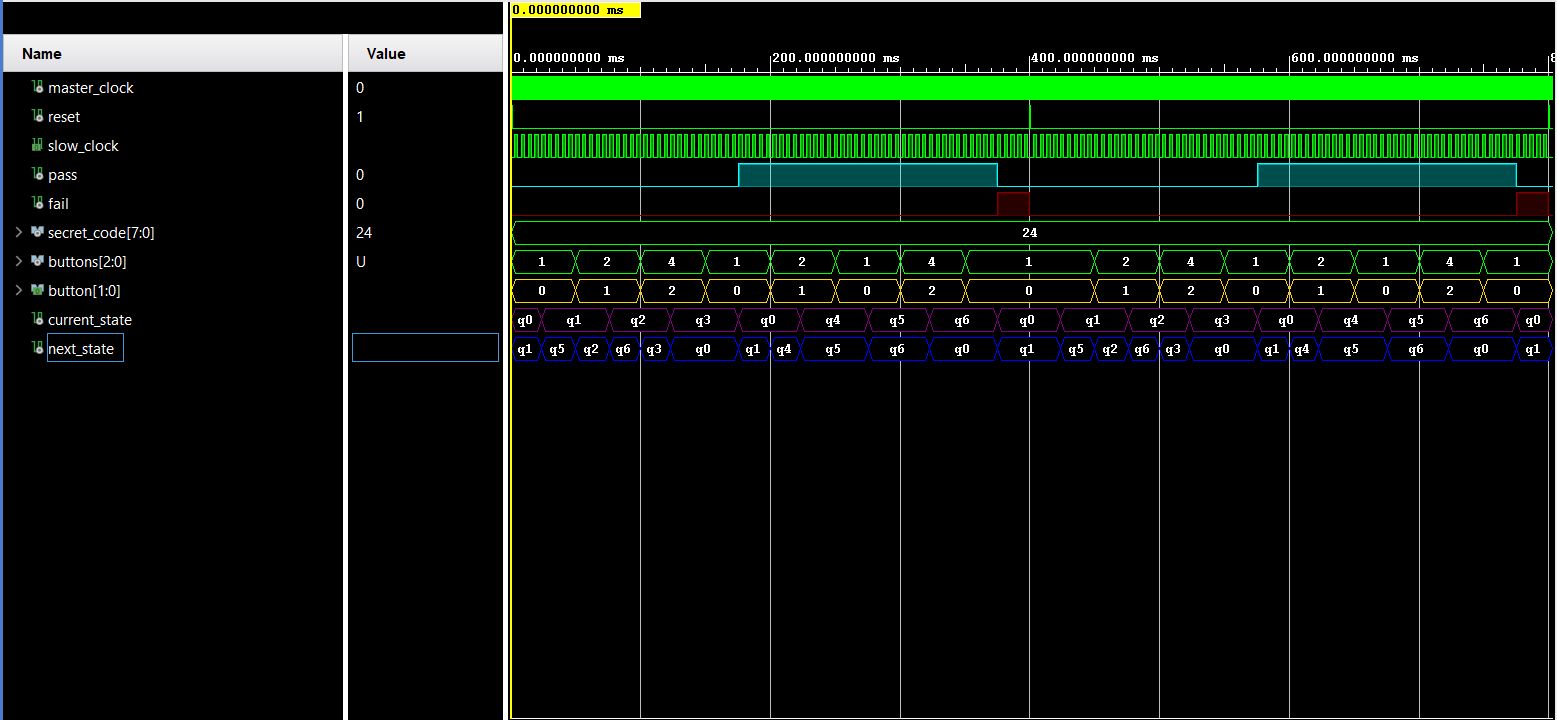 0.000000000 ms
Name Value
0.000000000 ms 200.000000000 ms 400.000000000 ms 600.000000000 ms 8
master_clock 0
reset 1
slow_clock
pass 0
fail 0
secret_code[7:0] 24 24
buttons[2:0] U 1 2 4 1 2 1 4 1 2 4 1 2 1 4 1
button[1:0] 0 1 2 0 1 0 2 0 1 2 0 1 0 2 0
current_state q0 q1 q2 q3 q0 q4 q5 q6 q0 q1 q2 q3 q0 q4 q5 q6 q0
next_state q1 q5 q2 q6 q3 q0 q1 q4 q5 q6 q0 q1 q5 q2 q6 q3 q0 q1 q4 q5 q6 q0 q1